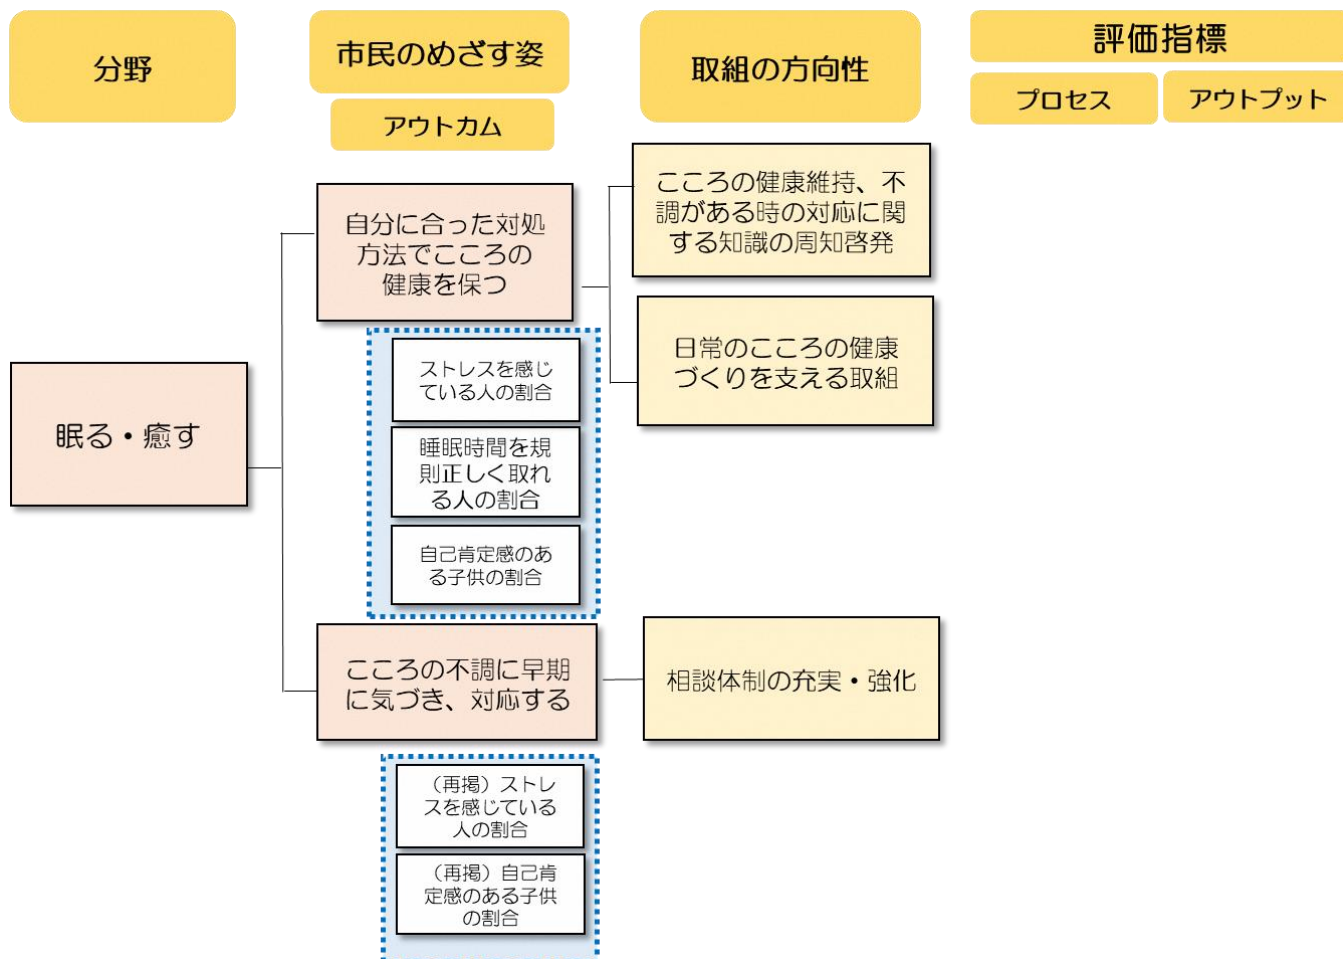 分野
市民のめざす姿
アウトカム
取組の方向性
評価指標
プロセス
アウトプット
眠る・癒す
自分に合った対処
方法でこころの
健康を保つ
ストレスを感じ
ている人の割合
睡眠時間を規
則正しく取れ
る人の割合
自己肯定感のあ
る子供の割合
こころの健康維持、不
調がある時の対応に関
する知識の周知啓発
日常のこころの健康
づくりを支える取組
こころの不調に早期
に気づき、対応する
(再掲)ストレ
スを感じている
人の割合
(再掲)自己肯
定感のある子供
の割合
相談体制の充実・強化